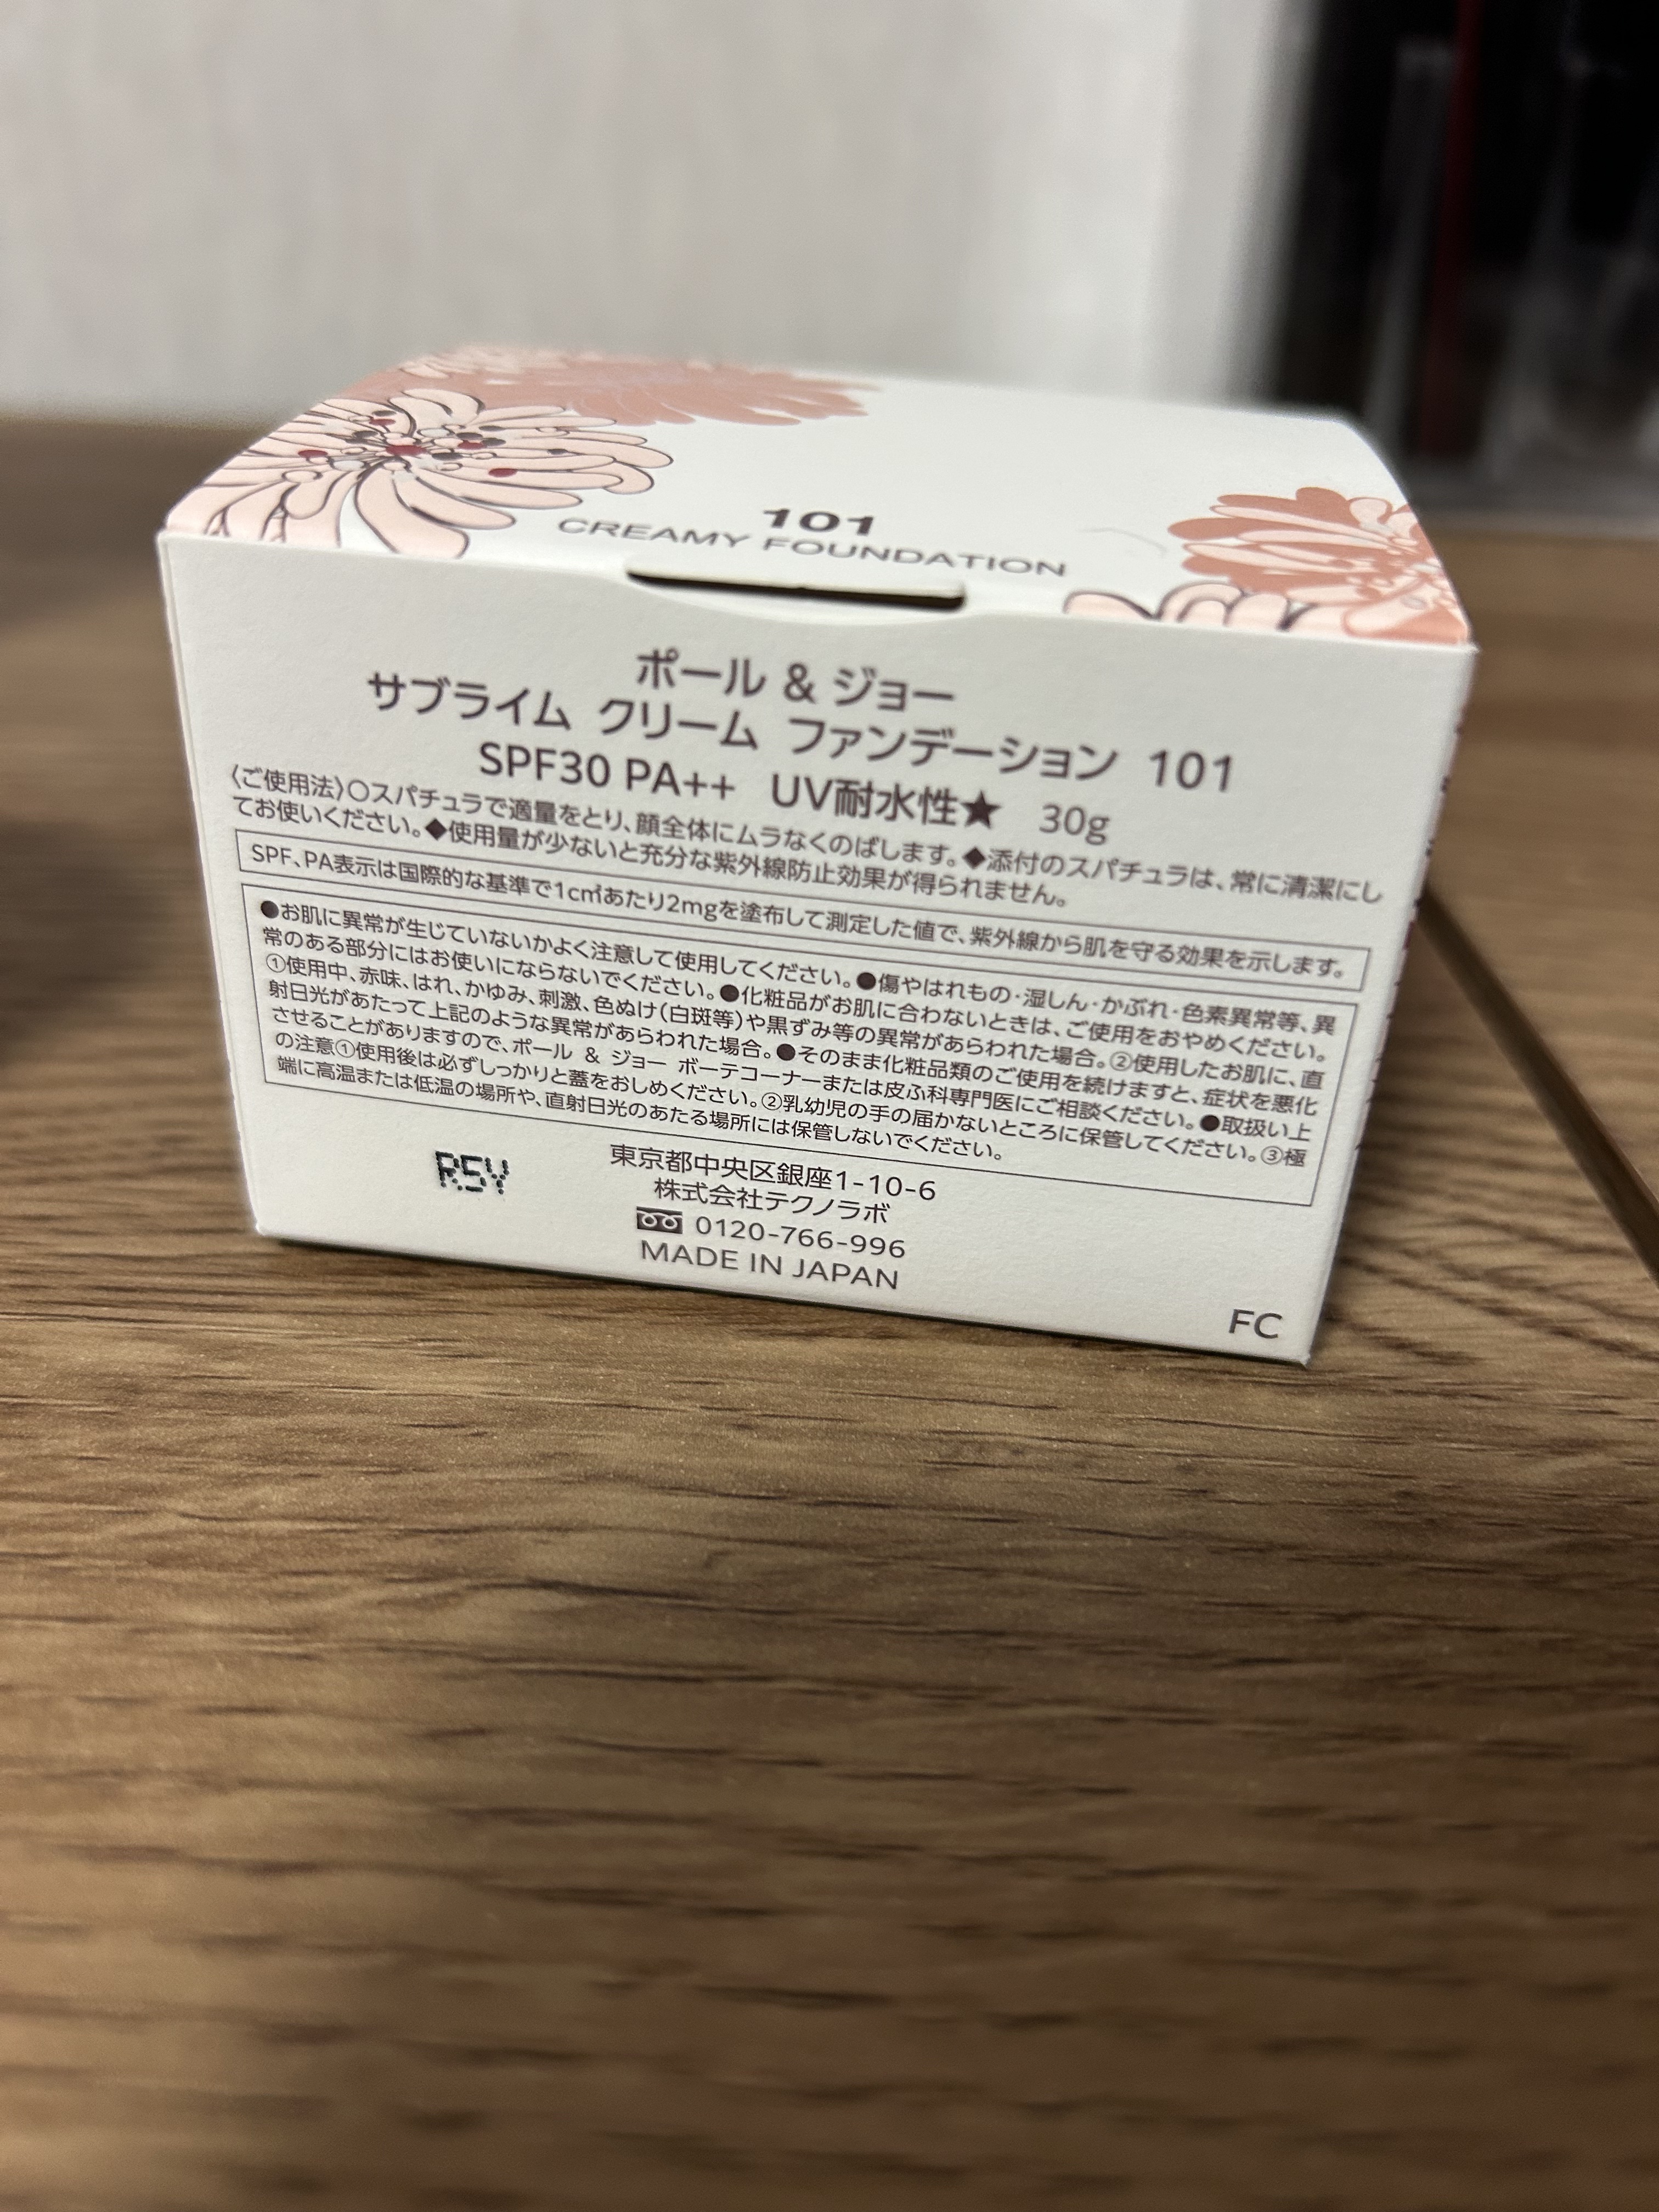 101
CREAMY FOUNDATION
ポール & ジョー
サブライム クリーム ファンデーション 101
SPF30 PA++ UV耐水性★ 30g
〈ご使用法〉○スパチュラで適量をとり、顔全体にムラなくのばします。◆添付のスパチュラは、常に清潔にし
てお使いください。◆使用量が少ないと充分な紫外線防止効果が得られません。
SPF、PA表示は国際的な基準で1c㎡あたり2mgを塗布して測定した値で、紫外線から肌を守る効果を示します。
●お肌に異常が生じていないかよく注意して使用してください。●傷やはれもの・湿しん・かぶれ・色素異常等、異
常のある部分にはお使いにならないでください。●化粧品がお肌に合わないときは、ご使用をおやめください。
①使用中、赤味、はれ、かゆみ、刺激、色ぬけ(白斑等)や黒ずみ等の異常があらわれた場合。②使用したお肌に、直
射日光があたって上記のような異常があらわれた場合。●そのまま化粧品類のご使用を続けますと、症状を悪化
させることがありますので、ポール & ジョー ボーテコーナーまたは皮ふ科専門医にご相談ください。●取扱い上
の注意①使用後は必ずしっかりと蓋をおしめください。②乳幼児の手の届かないところに保管してください。③極
端に高温または低温の場所や、直射日光のあたる場所には保管しないでください。
R5Y
東京都中央区銀座1-10-6
株式会社テクノラボ
0120-766-996
MADE IN JAPAN
FC